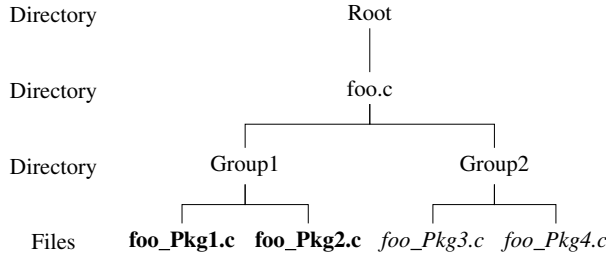 Directory Root
Directory foo.c
Directory Group1 Group2
Files foo_Pkg1.c foo_Pkg2.c foo_Pkg3.c foo_Pkg4.c